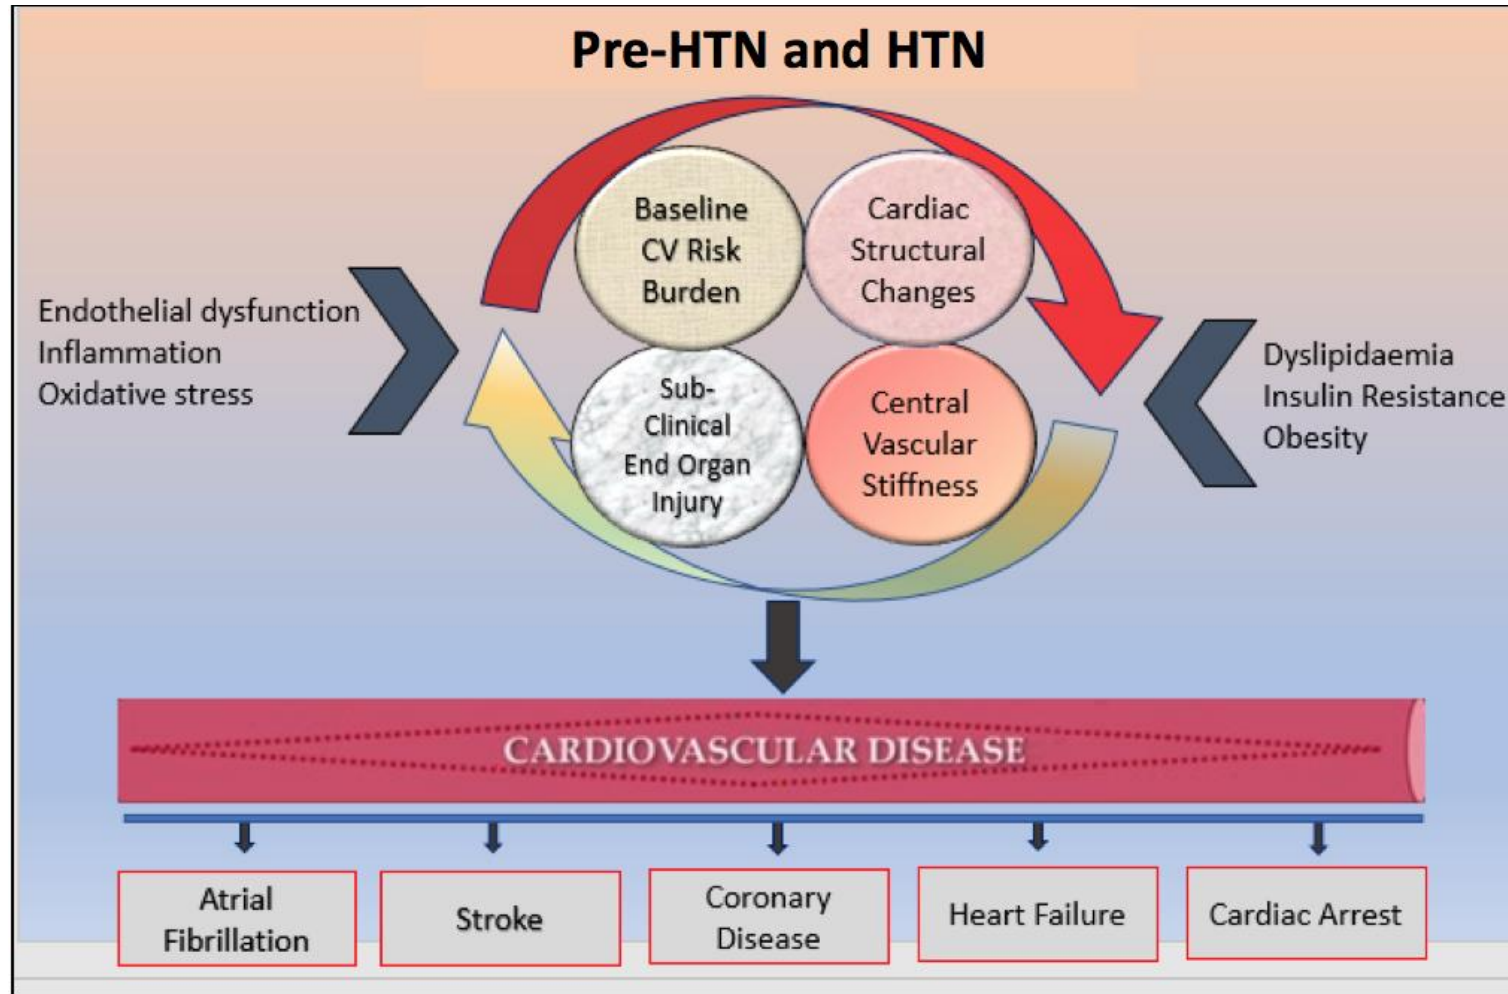 Pre-HTN and HTN
Baseline
CV Risk
Burden
Cardiac
Structural
Changes
Endothelial dysfunction
Inflammation
Oxidative stress
Sub-
Clinical
End Organ
Injury
Central
Vascular
Stiffness
Dyslipidaemia
Insulin Resistance
Obesity
CARDIOVASCULAR DISEASE
Atrial
Fibrillation
Stroke
Coronary
Disease
Heart Failure
Cardiac Arrest